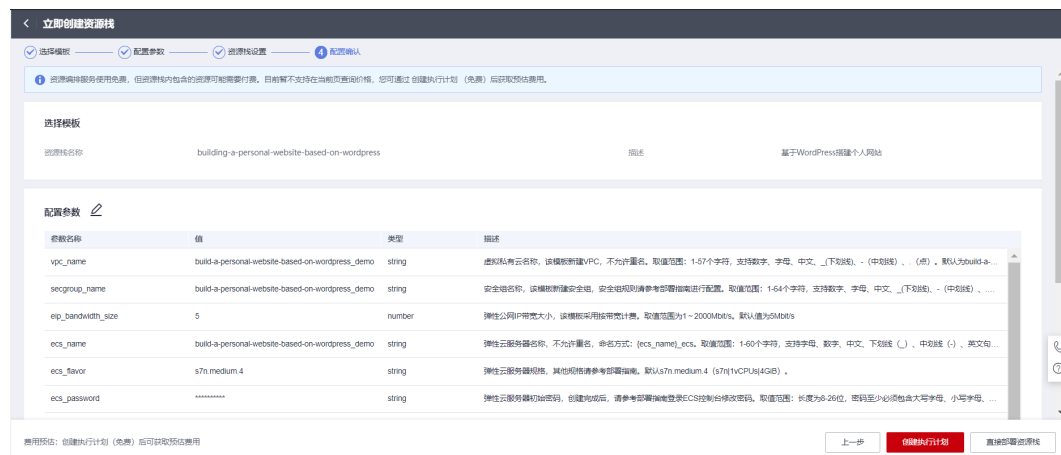 立即创建资源栈
选择模板 配置参数 资源栈设置 4 配置确认
资源编排服务使用免费，但资源栈内包含的资源可能需要付费。目前暂不支持在当前页查询价格，您可通过 创建执行计划 （免费）后获取预估费用。
选择模板
资源栈名称 building-a-personal-website-based-on-wordpress 描述 基于WordPress搭建个人网站
配置参数
参数名称 值 类型 描述
vpc_name build-a-personal-website-based-on-wordpress_demo string 虚拟私有云名称，该模板新建VPC，不允许重名。取值范围：1-57个字符，支持数字、字母、中文、_(下划线)、-（中划线）、.（点）。默认为build-a-...
secgroup_name build-a-personal-website-based-on-wordpress_demo string 安全组名称，该模板新建安全组，安全组规则请参考部署指南进行配置。取值范围：1-64个字符，支持数字、字母、中文、_(下划线)、-（中划线）、...
eip_bandwidth_size 5 number 弹性公网IP带宽大小，该模板采用按带宽计费。取值范围为1～2000Mbit/s。默认值为5Mbit/s
ecs_name build-a-personal-website-based-on-wordpress_demo string 弹性云服务器名称，不允许重名，命名方式：{ecs_name}_ecs。取值范围：1-60个字符，支持字母、数字、中文、下划线（_）、中划线（-）、英文句...
ecs_flavor s7n.medium.4 string 弹性云服务器规格，其他规格请参考部署指南。默认s7n.medium.4（s7n|1vCPUs|4GiB）。
ecs_password ********** string 弹性云服务器初始密码，创建完成后，请参考部署指南登录ECS控制台修改密码。取值范围：长度为8-26位，密码至少必须包含大写字母、小写字母、...
费用预估：创建执行计划（免费）后可获取预估费用 上一步 创建执行计划 直接部署资源栈